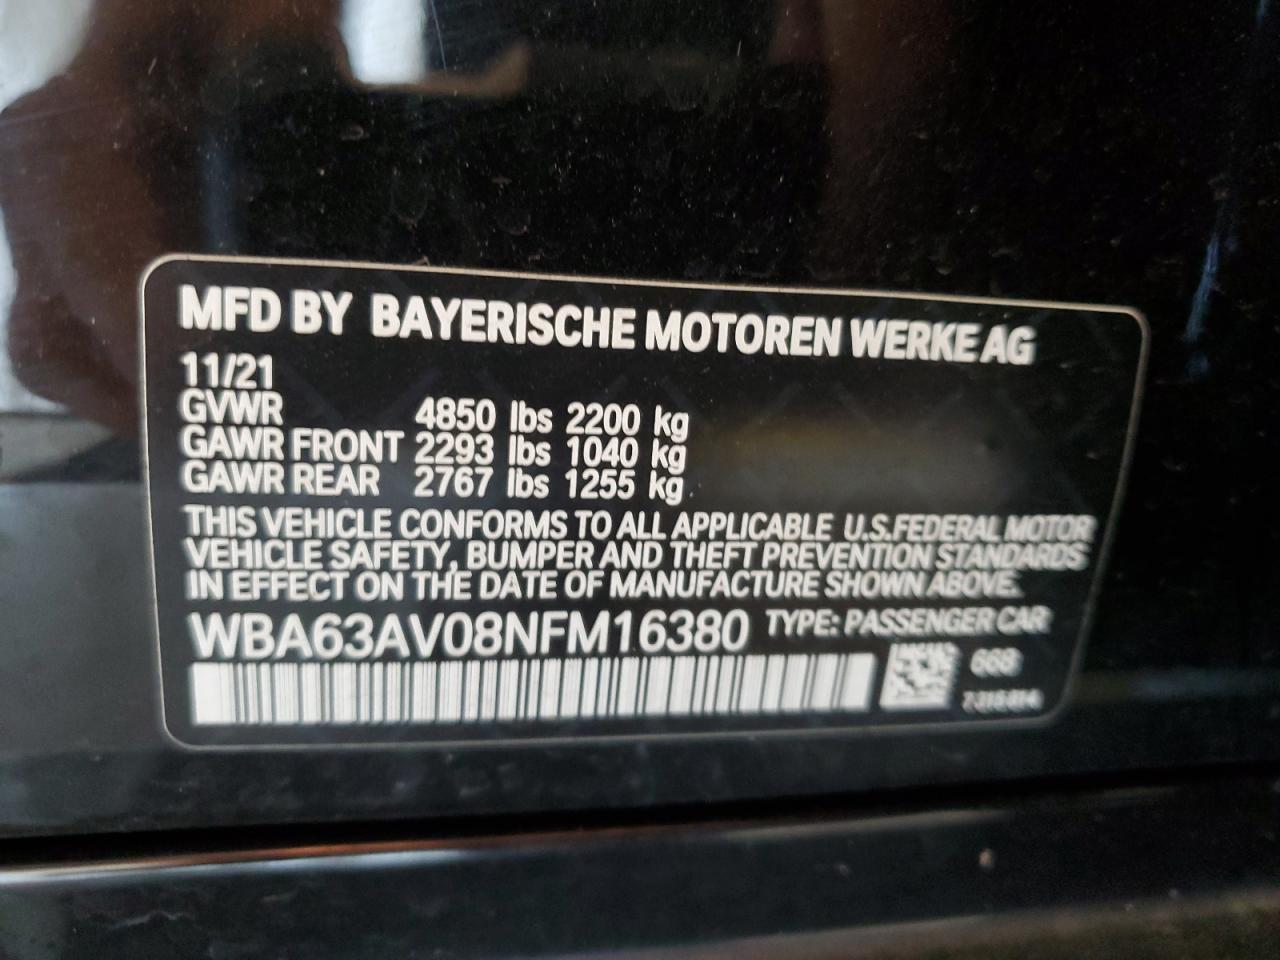 MFD BY BAYERISCHE MOTOREN WERKE AG
11/21
GVWR 4850 lbs 2200 kg
GAWR FRONT 2293 lbs 1040 kg
GAWR REAR 2767 lbs 1255 kg
THIS VEHICLE CONFORMS TO ALL APPLICABLE U.S.FEDERAL MOTOR
VEHICLE SAFETY, BUMPER AND THEFT PREVENTION STANDARDS
IN EFFECT ON THE DATE OF MANUFACTURE SHOWN ABOVE.
WBA63AV08NFM16380 TYPE: PASSENGER CAR
668